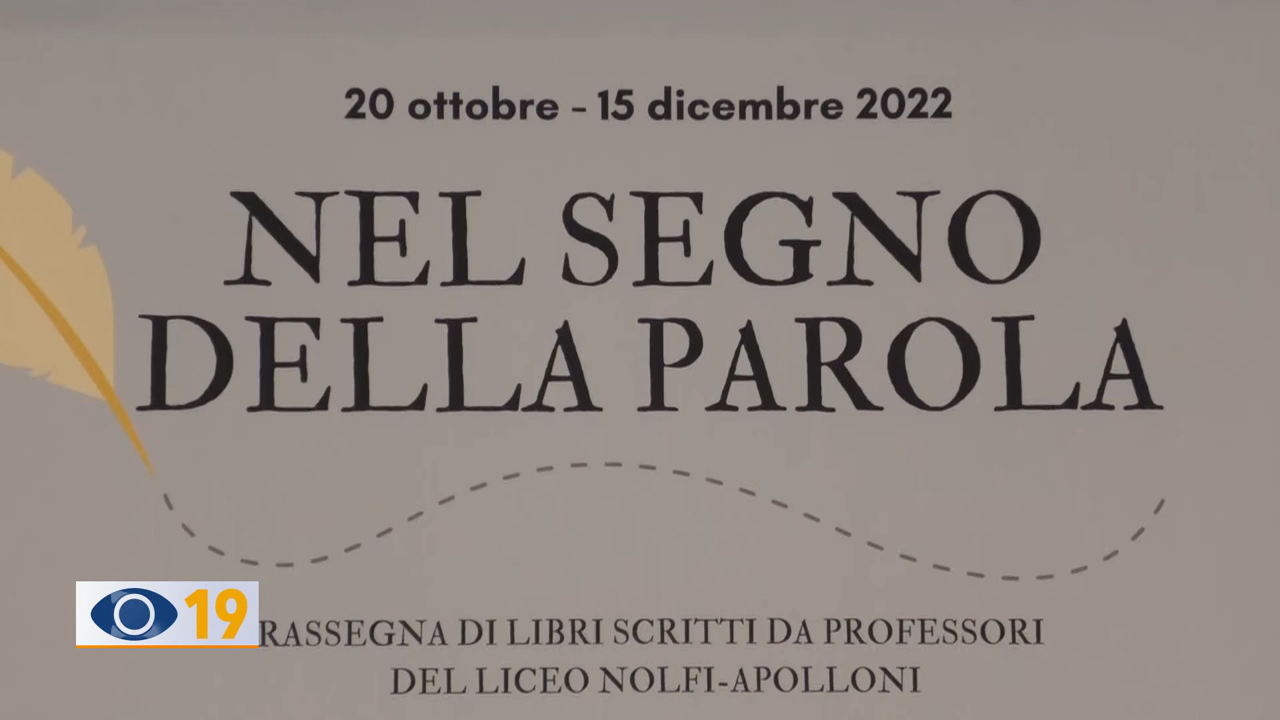 20 ottobre - 15 dicembre 2022
NEL SEGNO
DELLA PAROLA
19
RASSEGNA DI LIBRI SCRITTI DA PROFESSORI
DEL LICEO NOLFI-APOLLONI